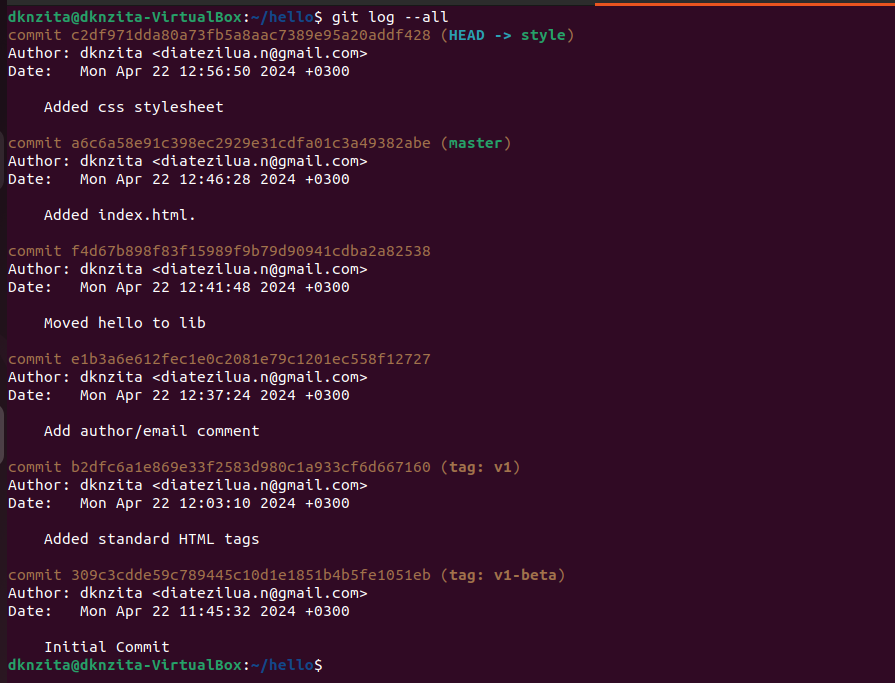 dknzita@dknzita-VirtualBox:~/hello$ git log --all
commit c2df971dda80a73fb5a8aac7389e95a20addf428 (HEAD -> style)
Author: dknzita <diatezilua.n@gmail.com>
Date:   Mon Apr 22 12:56:50 2024 +0300
    Added css stylesheet
commit a6c6a58e91c398ec2929e31cdfa01c3a49382abe (master)
Author: dknzita <diatezilua.n@gmail.com>
Date:   Mon Apr 22 12:46:28 2024 +0300
    Added index.html.
commit f4d67b898f83f15989f9b79d90941cdba2a82538
Author: dknzita <diatezilua.n@gmail.com>
Date:   Mon Apr 22 12:41:48 2024 +0300
    Moved hello to lib
commit e1b3a6e612fec1e0c2081e79c1201ec558f12727
Author: dknzita <diatezilua.n@gmail.com>
Date:   Mon Apr 22 12:37:24 2024 +0300
    Add author/email comment
commit b2dfc6a1e869e33f2583d980c1a933cf6d667160 (tag: v1)
Author: dknzita <diatezilua.n@gmail.com>
Date:   Mon Apr 22 12:03:10 2024 +0300
    Added standard HTML tags
commit 309c3cdde59c789445c10d1e1851b4b5fe1051eb (tag: v1-beta)
Author: dknzita <diatezilua.n@gmail.com>
Date:   Mon Apr 22 11:45:32 2024 +0300
    Initial Commit
dknzita@dknzita-VirtualBox:~/hello$